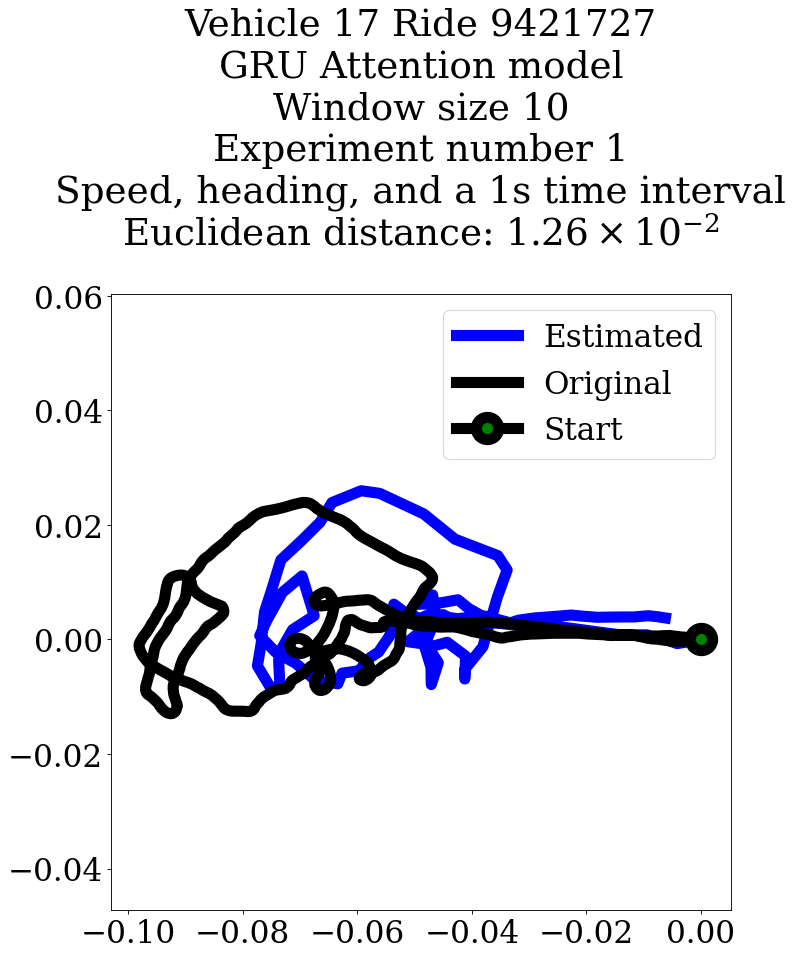 Vehicle 17 Ride 9421727
GRU Attention model
Window size 10
Experiment number 1
Speed, heading, and a 1s time interval
Euclidean distance: 1.26 × 10⁻²
Estimated
Original
Start
0.06
0.04
0.02
0.00
−0.02
−0.04
−0.10 −0.08 −0.06 −0.04 −0.02 0.00